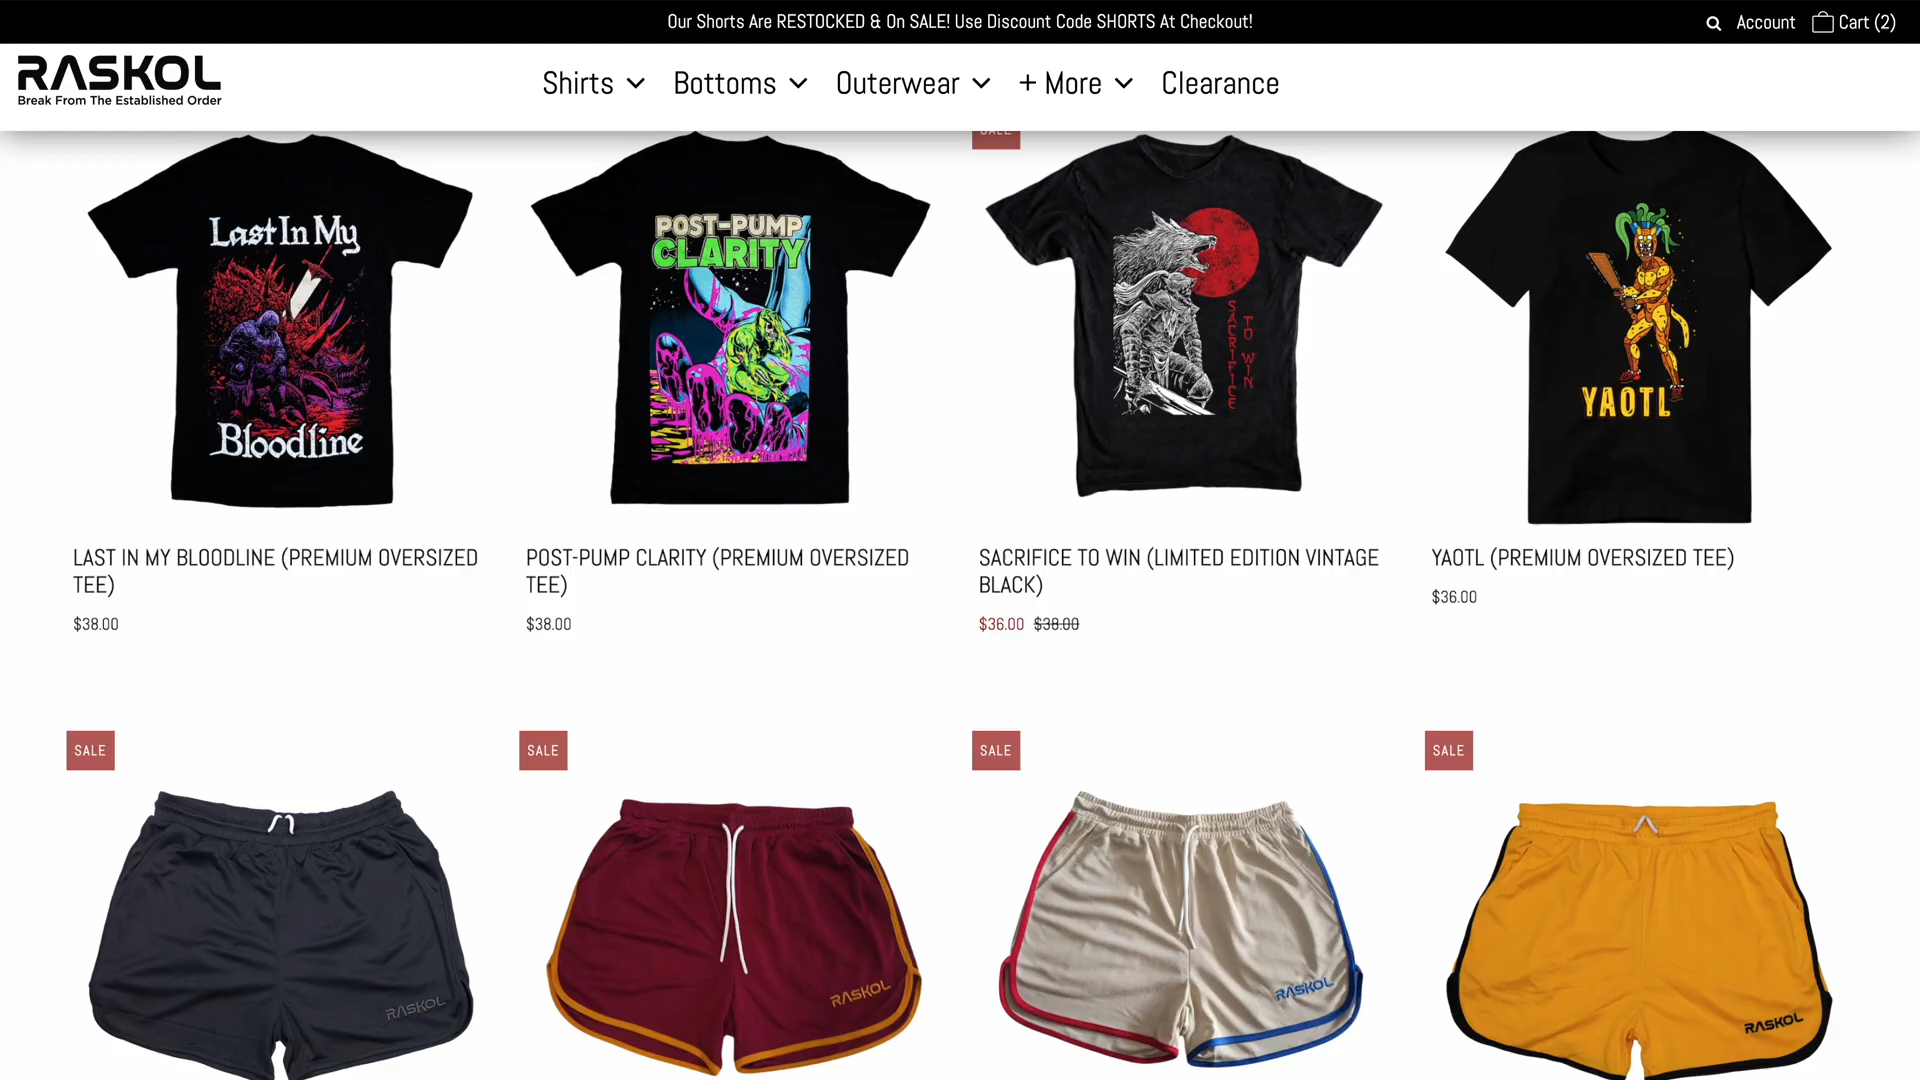 Our Shorts Are RESTOCKED & On SALE! Use Discount Code SHORTS At Checkout!
Account
Cart (2)
RASKOL
Break From The Established Order
Shirts
Bottoms
Outerwear
+ More
Clearance
SALE
Last In My
Bloodline
POST-PUMP
CLARITY
SACRIFICE
TO WIN
YAOTL
LAST IN MY BLOODLINE (PREMIUM OVERSIZED
TEE)
$38.00
POST-PUMP CLARITY (PREMIUM OVERSIZED
TEE)
$38.00
SACRIFICE TO WIN (LIMITED EDITION VINTAGE
BLACK)
$36.00 $38.00
YAOTL (PREMIUM OVERSIZED TEE)
$36.00
SALE
SALE
SALE
SALE
RASKOL
RASKOL
RASKOL
RASKOL